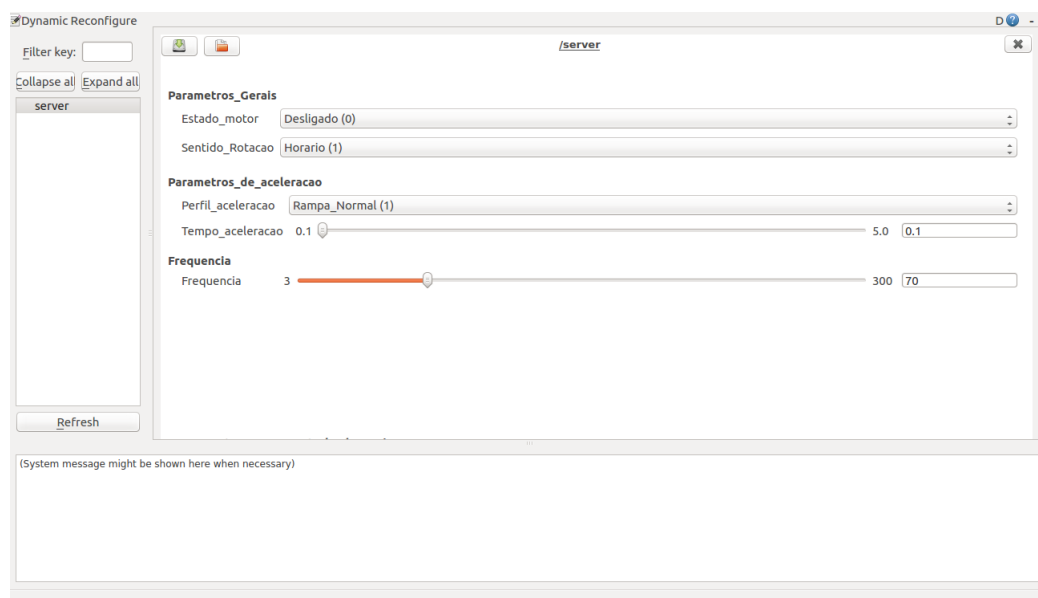 Dynamic Reconfigure
D
-
Filter key:
Collapse all
Expand all
server
Refresh
/server
Parametros_Gerais
Estado_motor Desligado (0)
Sentido_Rotacao Horario (1)
Parametros_de_aceleracao
Perfil_aceleracao Rampa_Normal (1)
Tempo_aceleracao 0.1 5.0 0.1
Frequencia
Frequencia 3 300 70
(System message might be shown here when necessary)